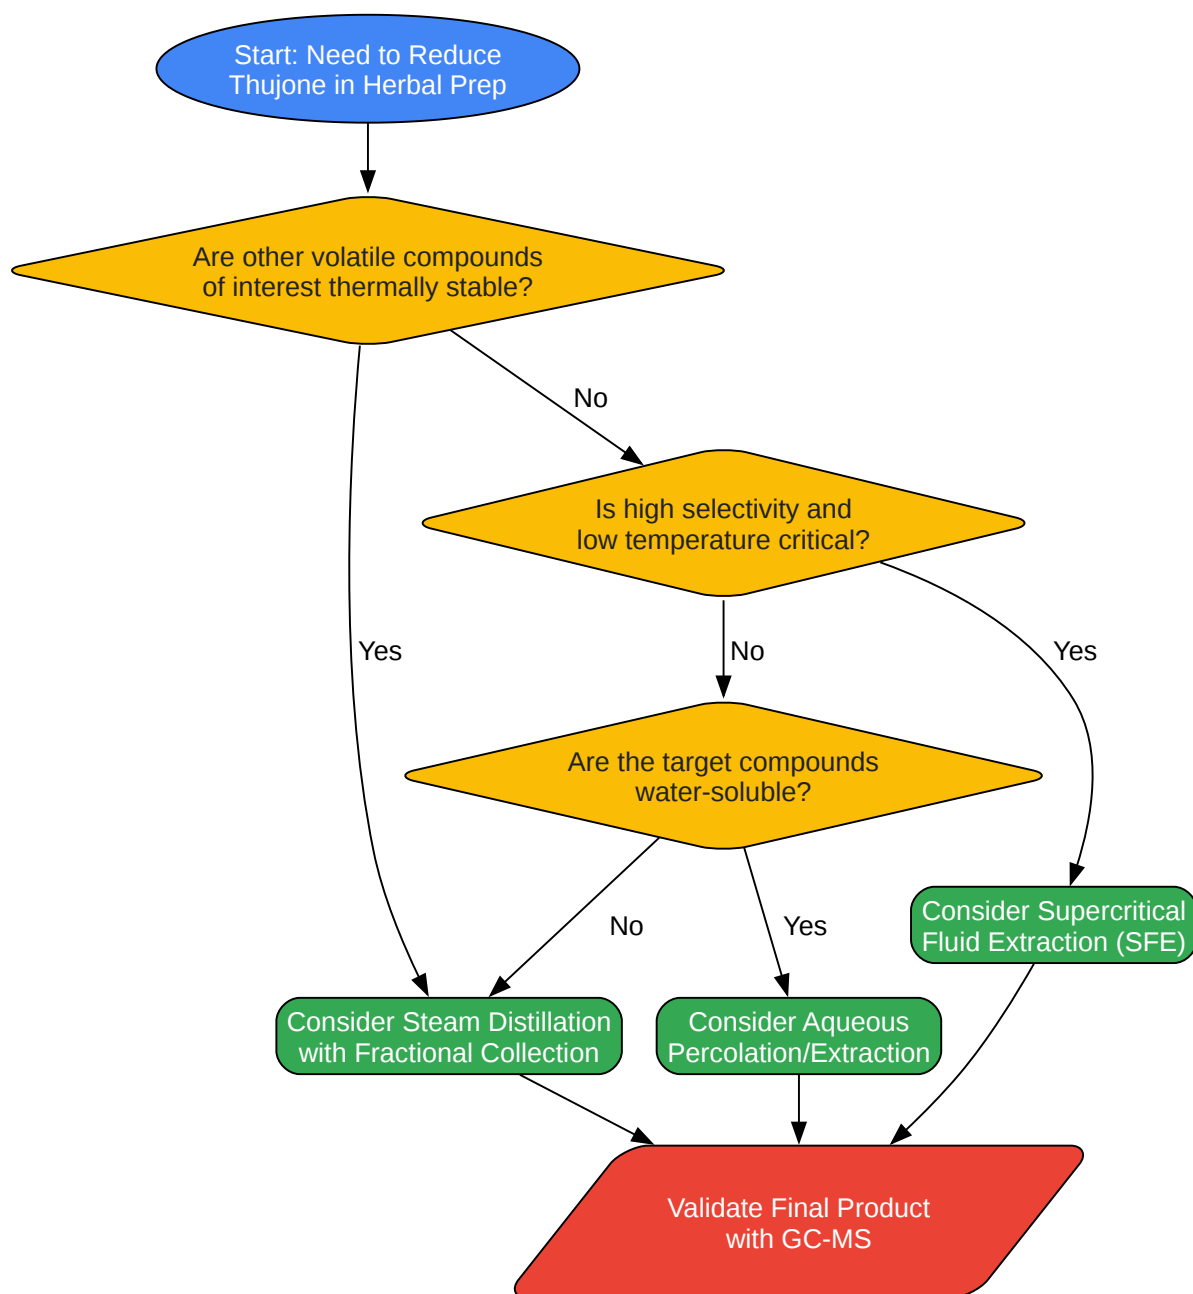 Start: Need to Reduce
Thujone in Herbal Prep
Are other volatile compounds
of interest thermally stable?
No
Is high selectivity and
low temperature critical?
Yes
No
Yes
Are the target compounds
water-soluble?
No
Yes
Consider Supercritical
Fluid Extraction (SFE)
Consider Steam Distillation
with Fractional Collection
Consider Aqueous
Percolation/Extraction
Validate Final Product
with GC-MS